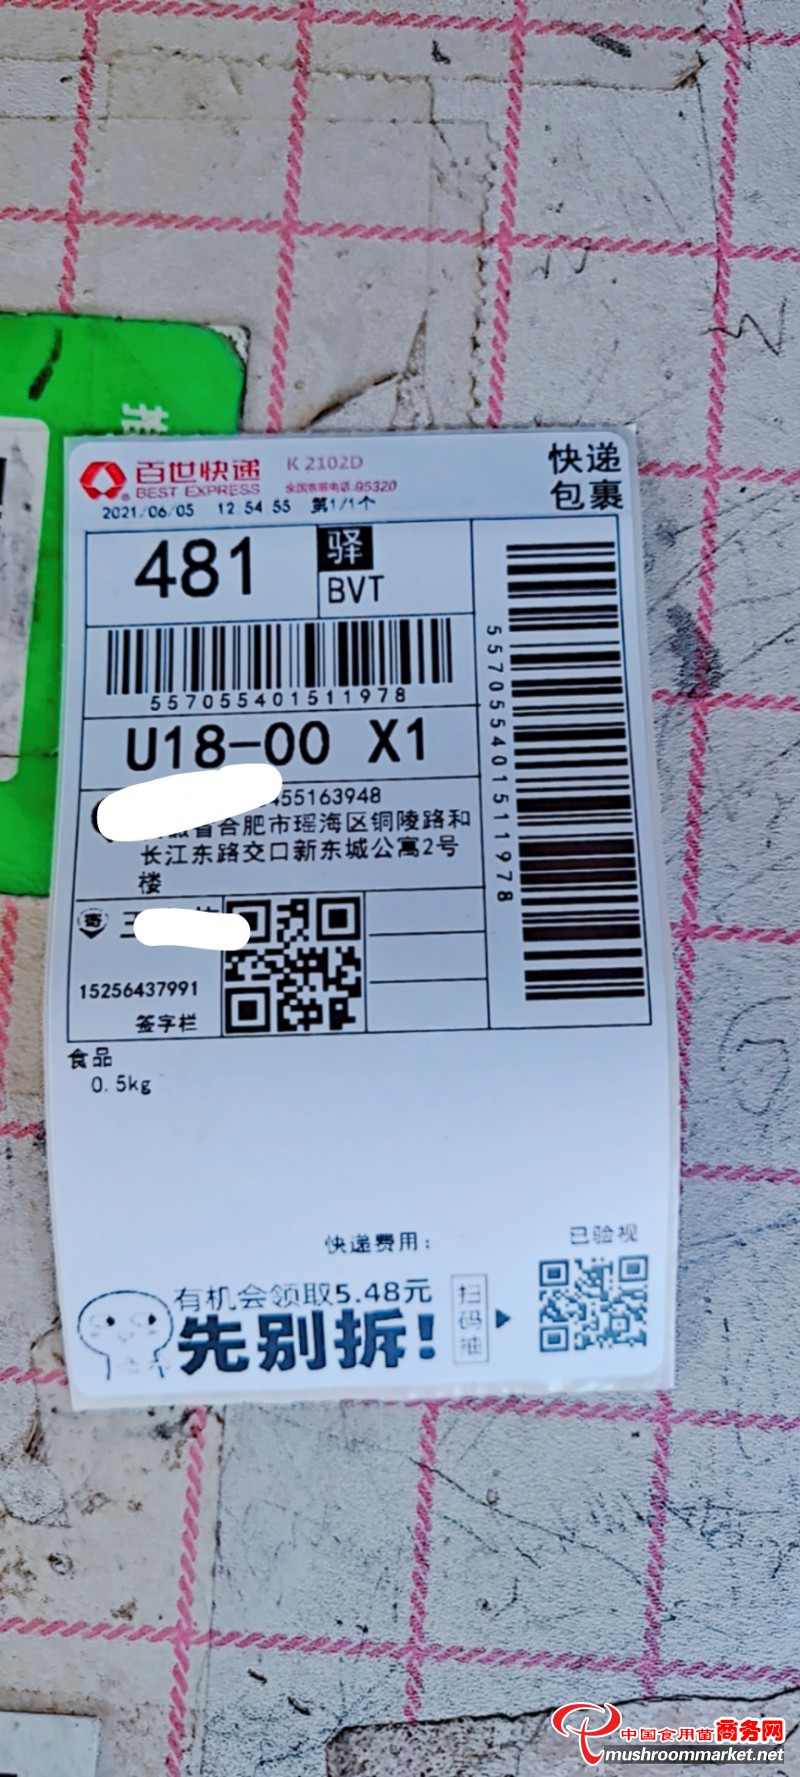 百世快递
BEST EXPRESS
K 2102D
全国客服电话:95320
快递
包裹
2021/06/05 12:54:55 第1/1个
481
驿
BVT
557055401511978
557055401511978
U18-00 X1
455163948
省合肥市瑶海区铜陵路和
长江东路交口新东城公寓2号
楼
寄
15256437991
签字栏
食品
0.5kg
快递费用:
已验视
有机会领取5.48元
先别拆!
扫码抽
中国食用菌商务网
mushroommarket.net